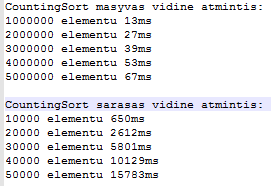 CountingSort masyvas vidine atmintis:
1000000 elementu 13ms
2000000 elementu 27ms
3000000 elementu 39ms
4000000 elementu 53ms
5000000 elementu 67ms
CountingSort sarasas vidine atmintis:
10000 elementu 650ms
20000 elementu 2612ms
30000 elementu 5801ms
40000 elementu 10129ms
50000 elementu 15783ms